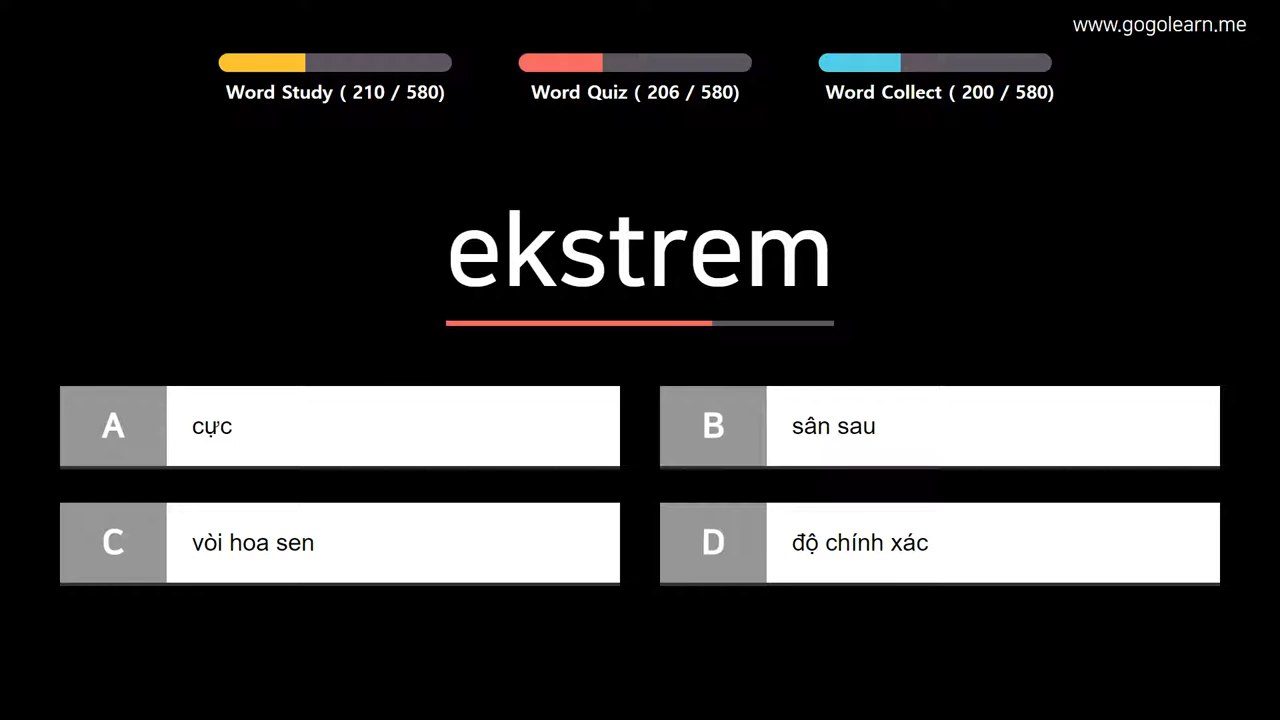 www.gogolearn.me
Word Study ( 210 / 580)
Word Quiz ( 206 / 580)
Word Collect ( 200 / 580)
ekstrem
A cực
B sân sau
C vòi hoa sen
D độ chính xác